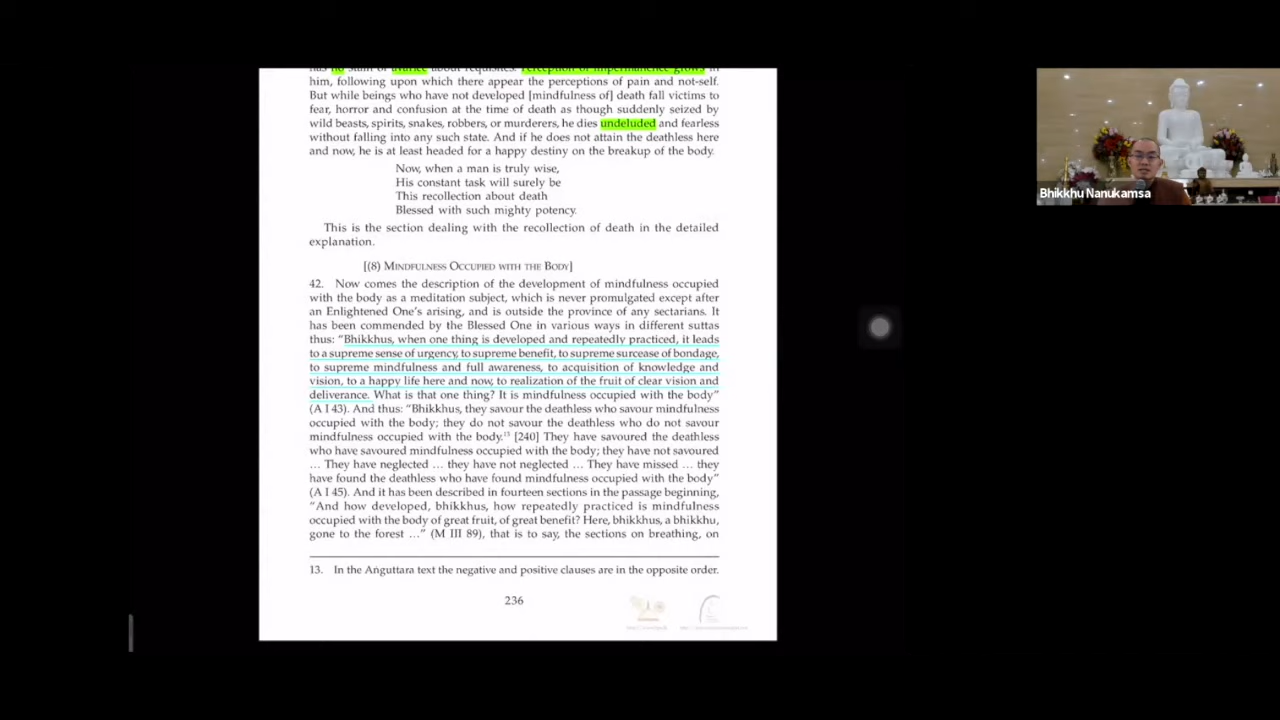 has no stain of avarice about requisites. Perception of impermanence grows in
him, following upon which there appear the perceptions of pain and not-self.
But while beings who have not developed [mindfulness of] death fall victims to
fear, horror and confusion at the time of death as though suddenly seized by
wild beasts, spirits, snakes, robbers, or murderers, he dies undeluded and fearless
without falling into any such state. And if he does not attain the deathless here
and now, he is at least headed for a happy destiny on the breakup of the body.
Now, when a man is truly wise,
His constant task will surely be
This recollection about death
Blessed with such mighty potency.
This is the section dealing with the recollection of death in the detailed
explanation.
[(8) Mindfulness Occupied with the Body]
42. Now comes the description of the development of mindfulness occupied
with the body as a meditation subject, which is never promulgated except after
an Enlightened One's arising, and is outside the province of any sectarians. It
has been commended by the Blessed One in various ways in different suttas
thus: “Bhikkhus, when one thing is developed and repeatedly practiced, it leads
to a supreme sense of urgency, to supreme benefit, to supreme surcease of bondage,
to supreme mindfulness and full awareness, to acquisition of knowledge and
vision, to a happy life here and now, to realization of the fruit of clear vision and
deliverance. What is that one thing? It is mindfulness occupied with the body”
(A I 43). And thus: “Bhikkhus, they savour the deathless who savour mindfulness
occupied with the body; they do not savour the deathless who do not savour
mindfulness occupied with the body.13 [240] They have savoured the deathless
who have savoured mindfulness occupied with the body; they have not savoured
… They have neglected … they have not neglected … They have missed … they
have found the deathless who have found mindfulness occupied with the body”
(A I 45). And it has been described in fourteen sections in the passage beginning,
“And how developed, bhikkhus, how repeatedly practiced is mindfulness
occupied with the body of great fruit, of great benefit? Here, bhikkhus, a bhikkhu,
gone to the forest …” (M III 89), that is to say, the sections on breathing, on
13. In the Aṅguttara text the negative and positive clauses are in the opposite order.
236
Bhikkhu Nanukamsa